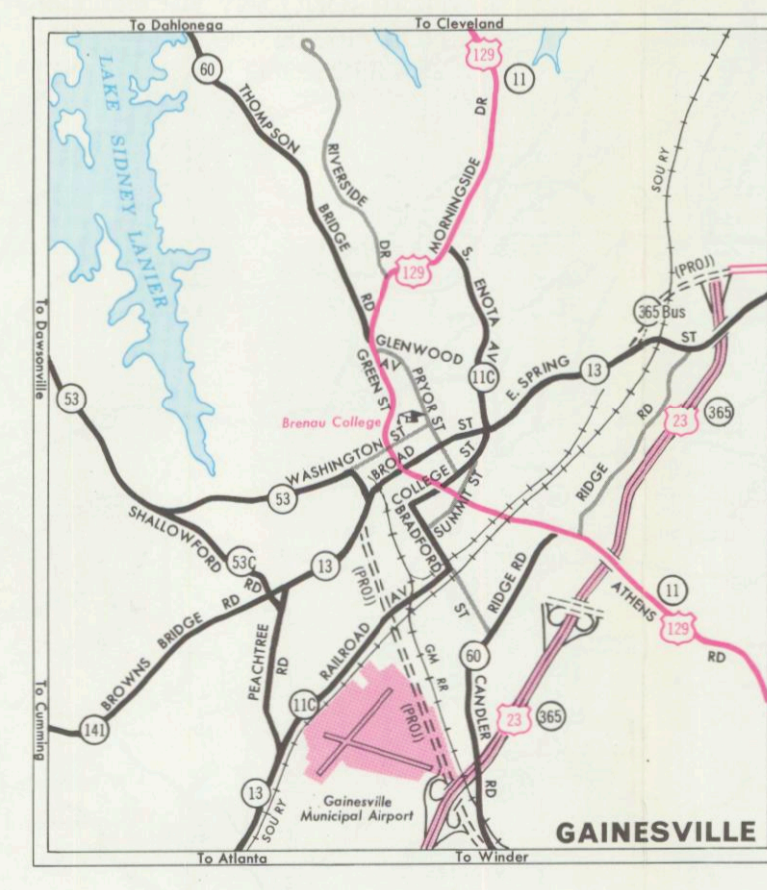 To Dahlonega
To Cleveland
129
60
11
LAKE SIDNEY LANIER
THOMPSON BRIDGE RD
RIVERSIDE DR
MORNINGSIDE DR
SOU RY
129
S. ENOTA AV
(PROJ)
365 Bus
ST
To Dawsonville
GLENWOOD AV
GREEN ST
PRYOR ST
11C
E. SPRING
13
53
23
365
Brenau College
RD
ST
ST
BROAD
ST
WASHINGTON
COLLEGE
RIDGE
53
SUMMIT ST
BRADFORD
SHALLOWFORD
53C
RD
13
(PROJ)
RIDGE RD
ATHENS
11
129
RD
AV
ST
BROWNS BRIDGE RD
PEACHTREE RD
RAILROAD
GM RR
60
CANDLER
RD
To Cumming
141
11C
(PROJ)
23
365
13
SOU RY
Gainesville
Municipal Airport
GAINESVILLE
To Atlanta
To Winder